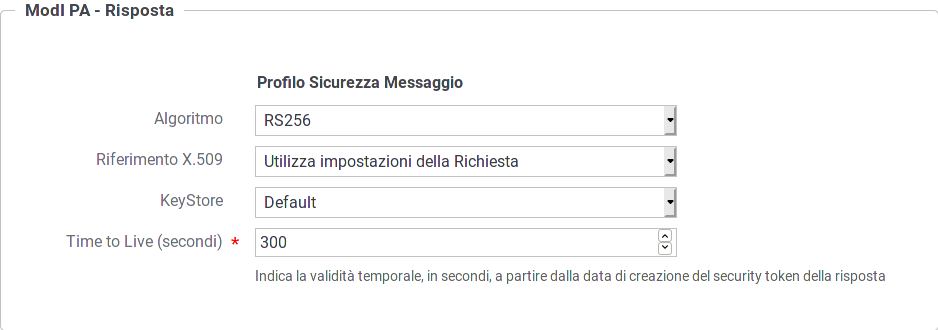 ModI PA - Risposta
Profilo Sicurezza Messaggio
Algoritmo RS256
Riferimento X.509 Utilizza impostazioni della Richiesta
KeyStore Default
Time to Live (secondi) * 300
Indica la validità temporale, in secondi, a partire dalla data di creazione del security token della risposta